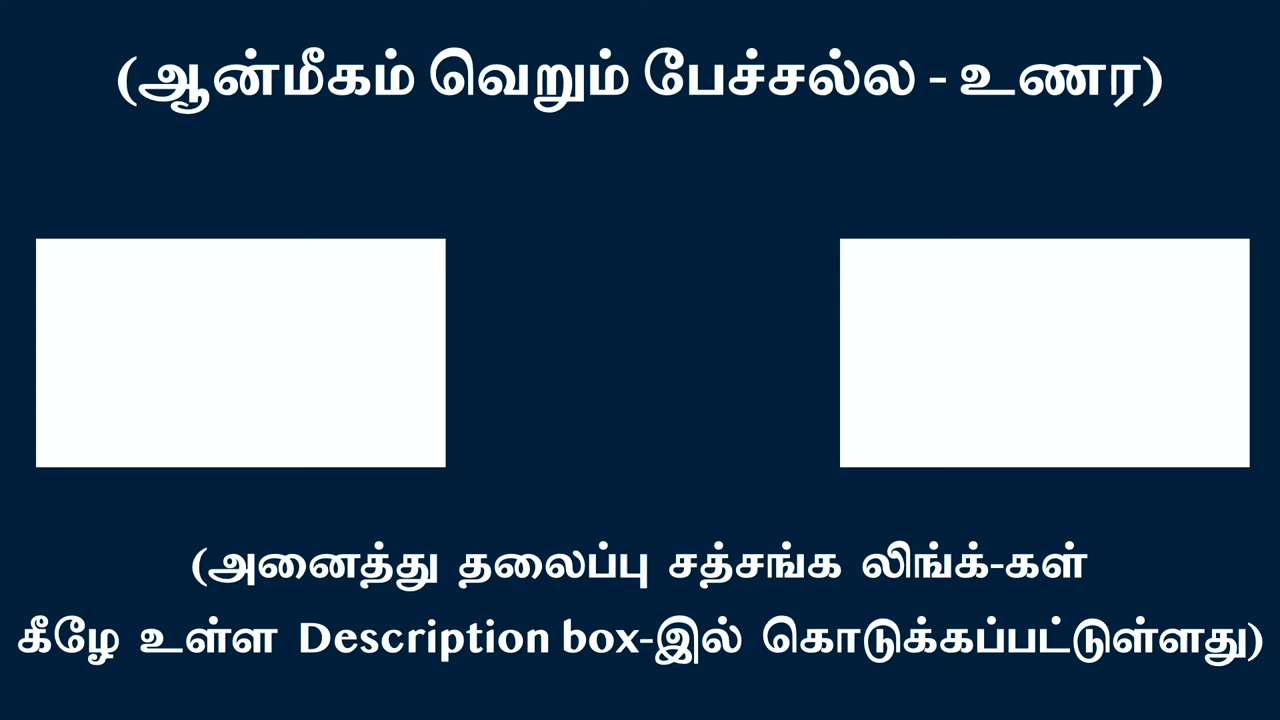 (ஆன்மீகம் வெறும் பேச்சல்ல - உணர)
(அனைத்து தலைப்பு சத்சங்க லிங்க்-கள்
கீழே உள்ள Description box-இல் கொடுக்கப்பட்டுள்ளது)